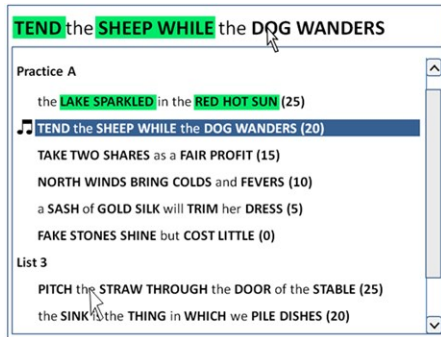 TEND the SHEEP WHILE the DOG WANDERS
Practice A
the LAKE SPARKLED in the RED HOT SUN (25)
TEND the SHEEP WHILE the DOG WANDERS (20)
TAKE TWO SHARES as a FAIR PROFIT (15)
NORTH WINDS BRING COLDS and FEVERS (10)
a SASH of GOLD SILK will TRIM her DRESS (5)
FAKE STONES SHINE but COST LITTLE (0)
List 3
PITCH the STRAW THROUGH the DOOR of the STABLE (25)
the SINK is the THING in WHICH we PILE DISHES (20)